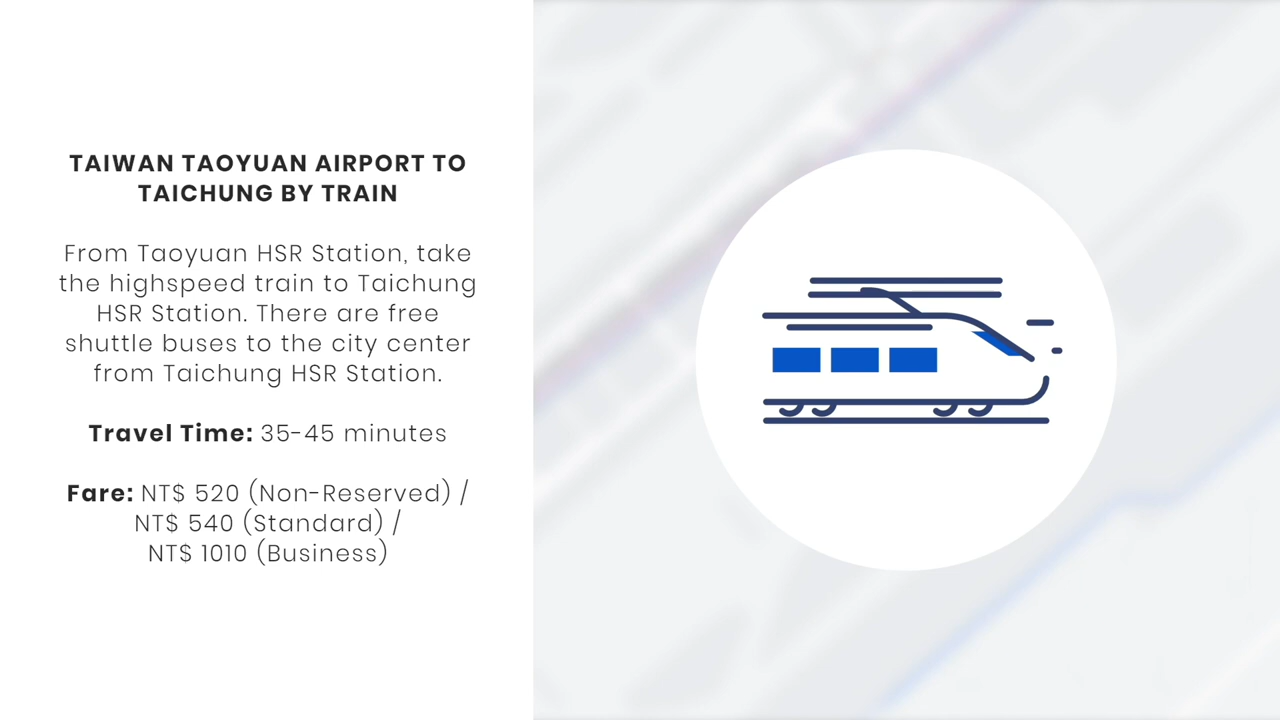 TAIWAN TAOYUAN AIRPORT TO
TAICHUNG BY TRAIN
From Taoyuan HSR Station, take
the highspeed train to Taichung
HSR Station. There are free
shuttle buses to the city center
from Taichung HSR Station.
Travel Time: 35-45 minutes
Fare: NT$ 520 (Non-Reserved) /
NT$ 540 (Standard) /
NT$ 1010 (Business)